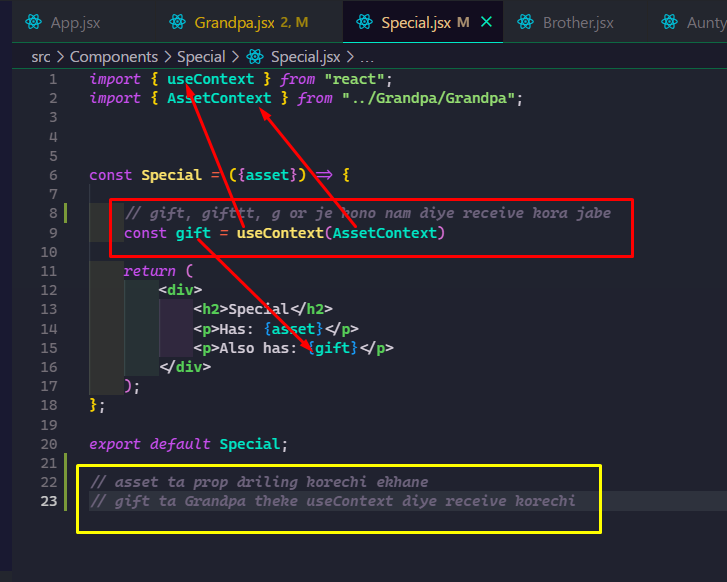 App.jsx Grandpa.jsx 2, M Special.jsx M Brother.jsx Aunty
src > Components > Special > Special.jsx > ...
1 import { useContext } from "react";
2 import { AssetContext } from "../Grandpa/Grandpa";
3
4
5
6 const Special = ({asset}) => {
7
8 // gift, gifttt, g or je kono nam diye receive kora jabe
9 const gift = useContext(AssetContext)
10
11 return (
12 <div>
13 <h2>Special</h2>
14 <p>Has: {asset}</p>
15 <p>Also has: {gift}</p>
16 </div>
17 );
18 };
19
20 export default Special;
21
22 // asset ta prop driling korechi ekhane
23 // gift ta Grandpa theke useContext diye receive korechi